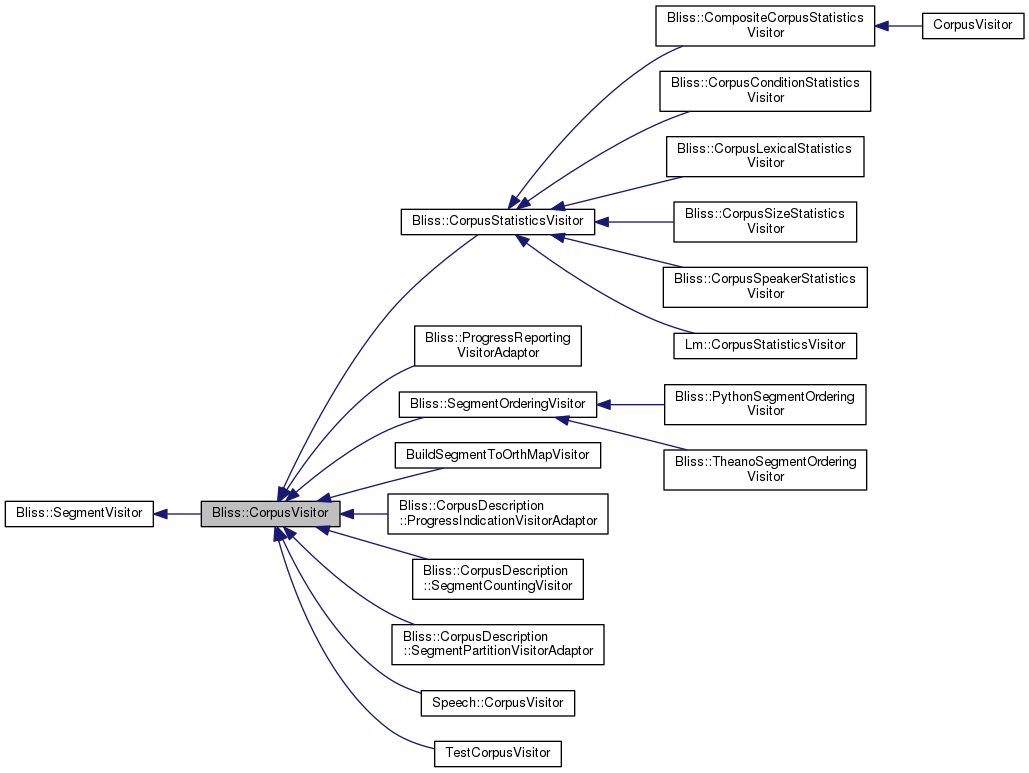 Bliss::CompositeCorpusStatistics
Visitor
CorpusVisitor
Bliss::CorpusConditionStatistics
Visitor
Bliss::CorpusLexicalStatistics
Visitor
Bliss::CorpusStatisticsVisitor
Bliss::CorpusSizeStatistics
Visitor
Bliss::CorpusSpeakerStatistics
Visitor
Lm::CorpusStatisticsVisitor
Bliss::ProgressReporting
VisitorAdaptor
Bliss::SegmentOrderingVisitor
Bliss::PythonSegmentOrdering
Visitor
BuildSegmentToOrthMapVisitor
Bliss::TheanoSegmentOrdering
Visitor
Bliss::SegmentVisitor
Bliss::CorpusVisitor
Bliss::CorpusDescription
::ProgressIndicationVisitorAdaptor
Bliss::CorpusDescription
::SegmentCountingVisitor
Bliss::CorpusDescription
::SegmentPartitionVisitorAdaptor
Speech::CorpusVisitor
TestCorpusVisitor